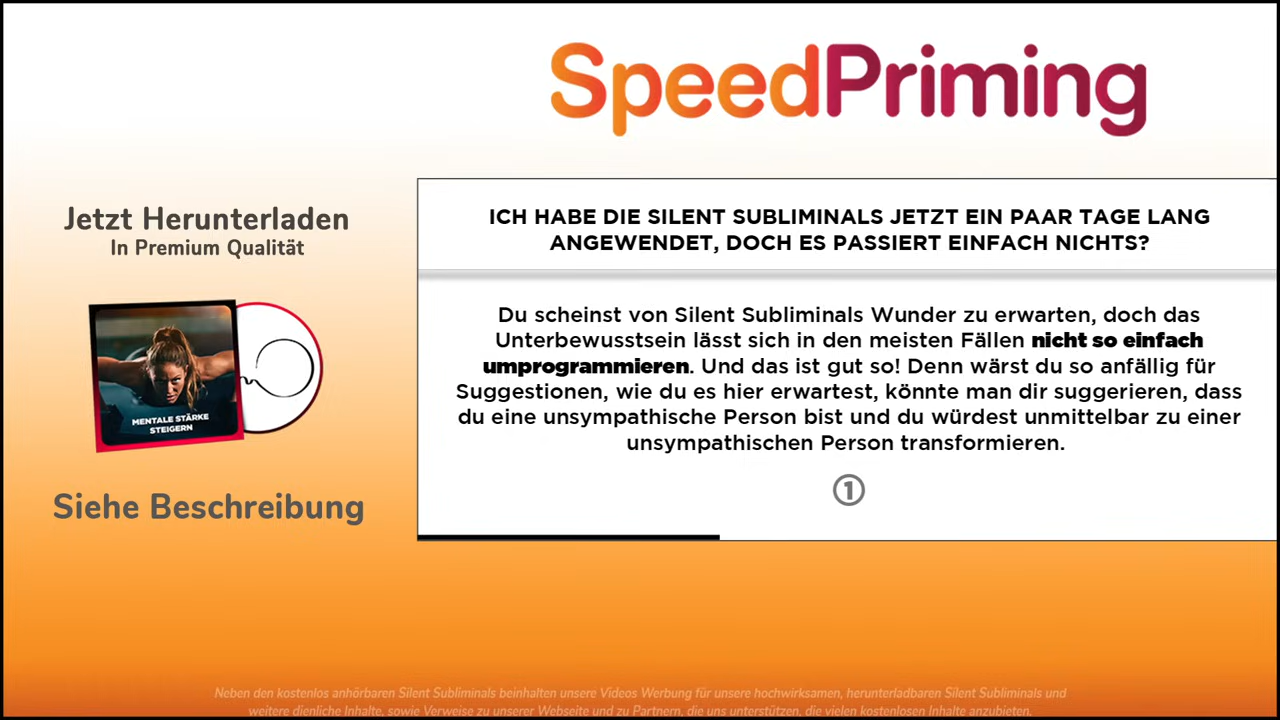 SpeedPriming
Jetzt Herunterladen
In Premium Qualität
MENTALE STÄRKE
STEIGERN
Siehe Beschreibung
ICH HABE DIE SILENT SUBLIMINALS JETZT EIN PAAR TAGE LANG
ANGEWENDET, DOCH ES PASSIERT EINFACH NICHTS?
Du scheinst von Silent Subliminals Wunder zu erwarten, doch das
Unterbewusstsein lässt sich in den meisten Fällen nicht so einfach
umprogrammieren. Und das ist gut so! Denn wärst du so anfällig für
Suggestionen, wie du es hier erwartest, könnte man dir suggerieren, dass
du eine unsympathische Person bist und du würdest unmittelbar zu einer
unsympathischen Person transformieren.
①
Neben den kostenlos anhörbaren Silent Subliminals beinhalten unsere Videos Werbung für unsere hochwirksamen, herunterladbaren Silent Subliminals und
weitere dienliche Inhalte, sowie Verweise zu unserer Webseite und zu Partnern, die uns unterstützen, die vielen kostenlosen Inhalte anzubieten.